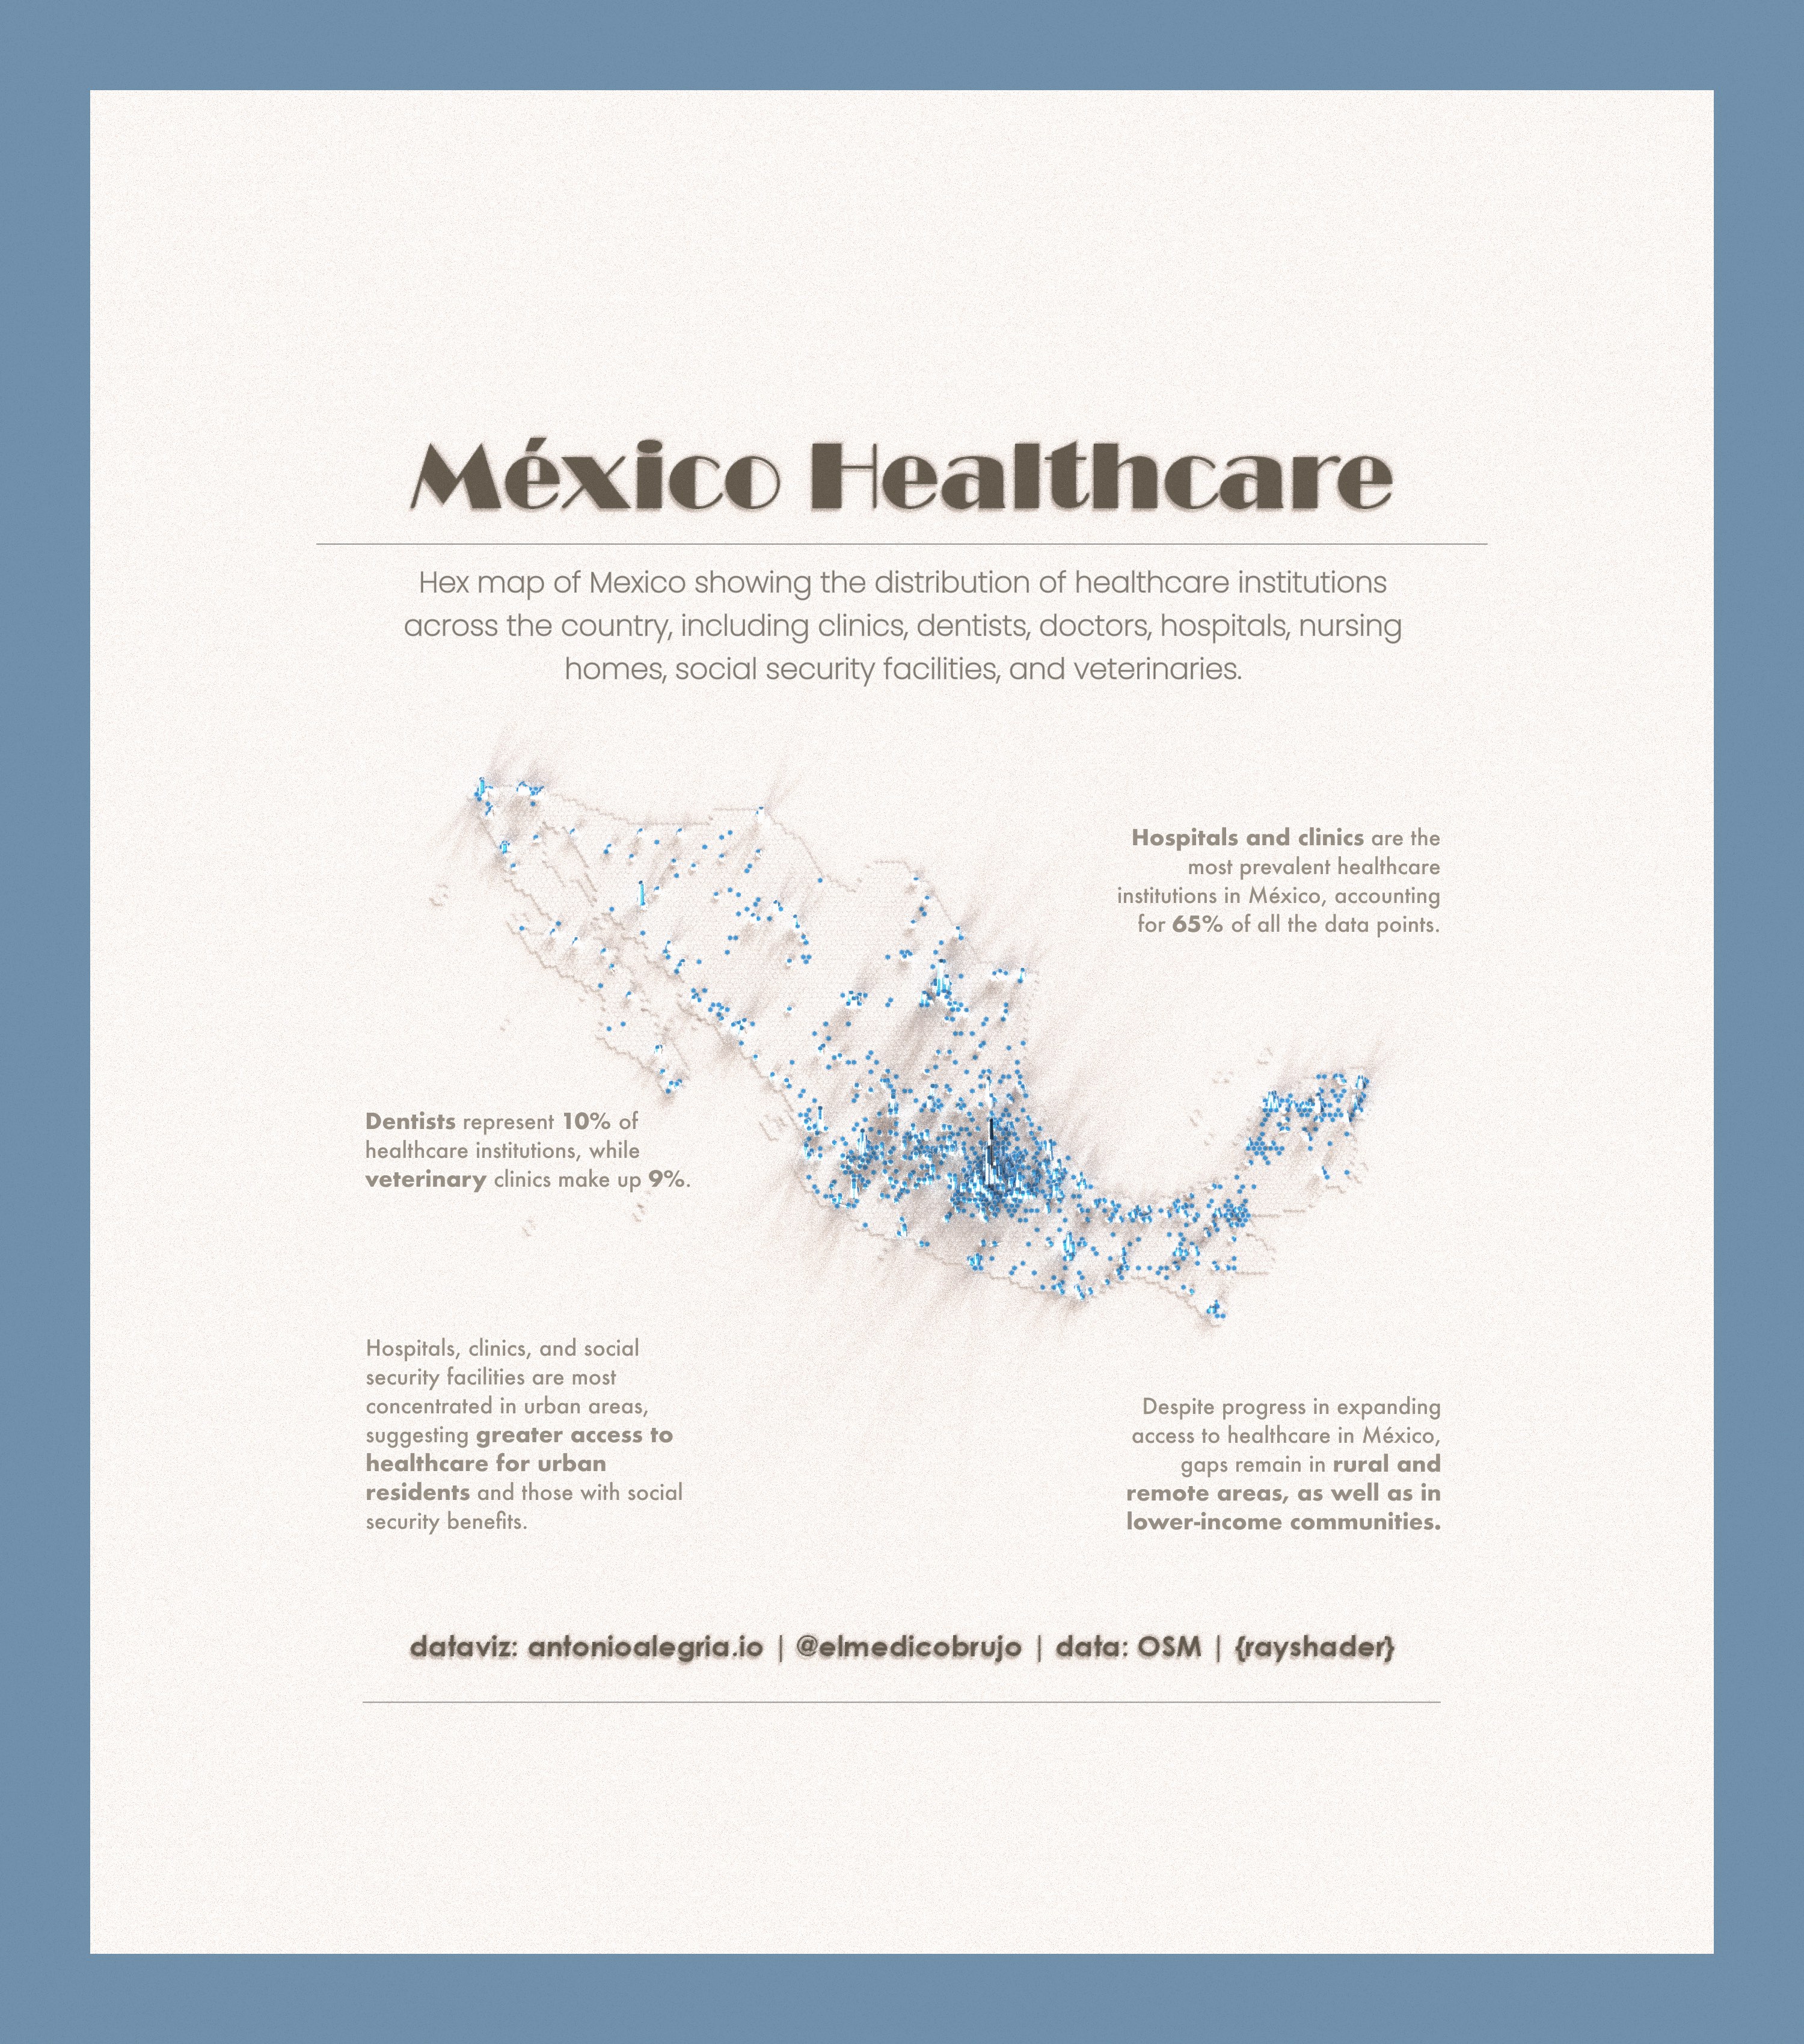 México Healthcare
Hex map of Mexico showing the distribution of healthcare institutions
across the country, including clinics, dentists, doctors, hospitals, nursing
homes, social security facilities, and veterinaries.
Hospitals and clinics are the
most prevalent healthcare
institutions in México, accounting
for 65% of all the data points.
Dentists represent 10% of
healthcare institutions, while
veterinary clinics make up 9%.
Hospitals, clinics, and social
security facilities are most
concentrated in urban areas,
suggesting greater access to
healthcare for urban
residents and those with social
security benefits.
Despite progress in expanding
access to healthcare in México,
gaps remain in rural and
remote areas, as well as in
lower-income communities.
dataviz: antonioalegria.io | @elmedicobrujo | data: OSM | {rayshader}